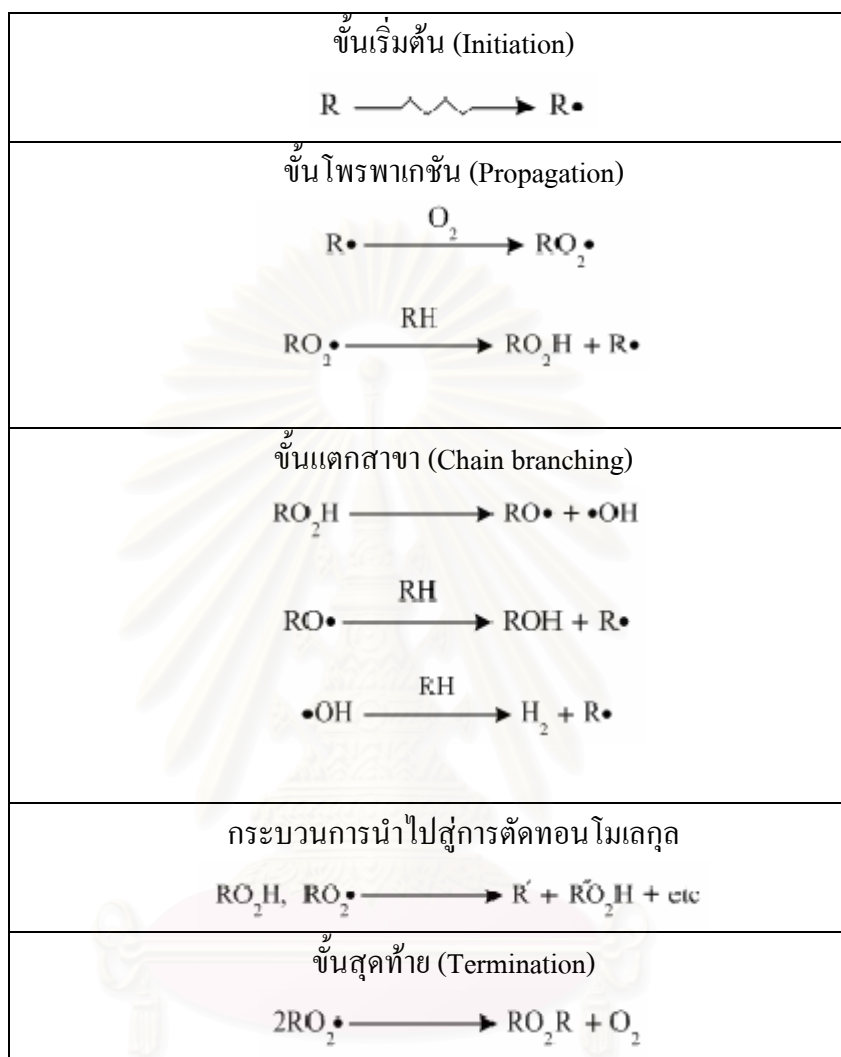 ขั้นเริ่มต้น (Initiation)
R ⟶ R•
ขั้นโพรพาเกชัน (Propagation)
O₂
R• ⟶ RO₂•
RH
RO₂• ⟶ RO₂H + R•
ขั้นแตกสาขา (Chain branching)
RO₂H ⟶ RO• + •OH
RH
RO• ⟶ ROH + R•
RH
•OH ⟶ H₂ + R•
กระบวนการนำไปสู่การตัดทอนโมเลกุล
RO₂H, RO₂• ⟶ R′ + R″O₂H + etc
ขั้นสุดท้าย (Termination)
2RO₂• ⟶ RO₂R + O₂